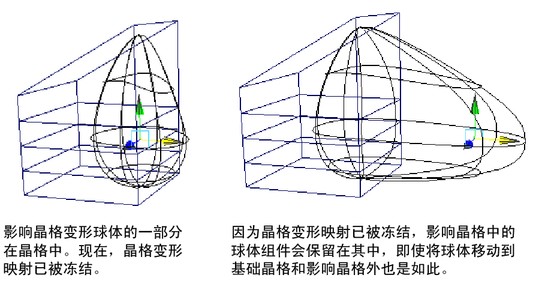 影响晶格变形球体的一部分
在晶格中。现在，晶格变形
映射已被冻结。
因为晶格变形映射已被冻结，影响晶格中的
球体组件会保留在其中，即使将球体移动到
基础晶格和影响晶格外也是如此。